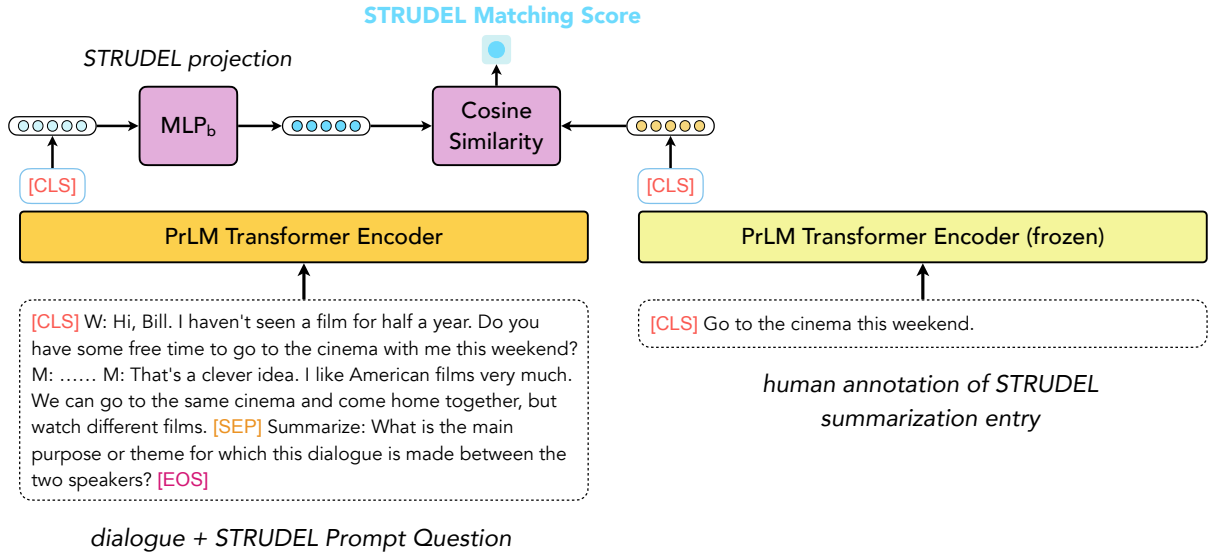 STRUDEL Matching Score
STRUDEL projection
MLPb
Cosine
Similarity
[CLS]
[CLS]
PrLM Transformer Encoder
PrLM Transformer Encoder (frozen)
[CLS] W: Hi, Bill. I haven't seen a film for half a year. Do you
have some free time to go to the cinema with me this weekend?
M: …… M: That's a clever idea. I like American films very much.
We can go to the same cinema and come home together, but
watch different films. [SEP] Summarize: What is the main
purpose or theme for which this dialogue is made between the
two speakers? [EOS]
dialogue + STRUDEL Prompt Question
[CLS] Go to the cinema this weekend.
human annotation of STRUDEL
summarization entry